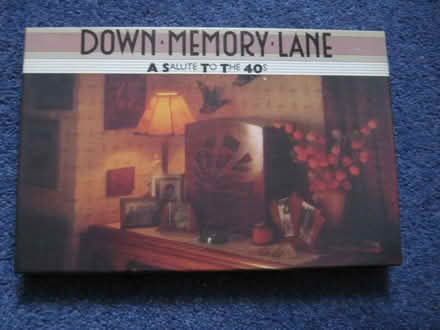 DOWN·MEMORY·LANE
A SALUTE TO THE 40s